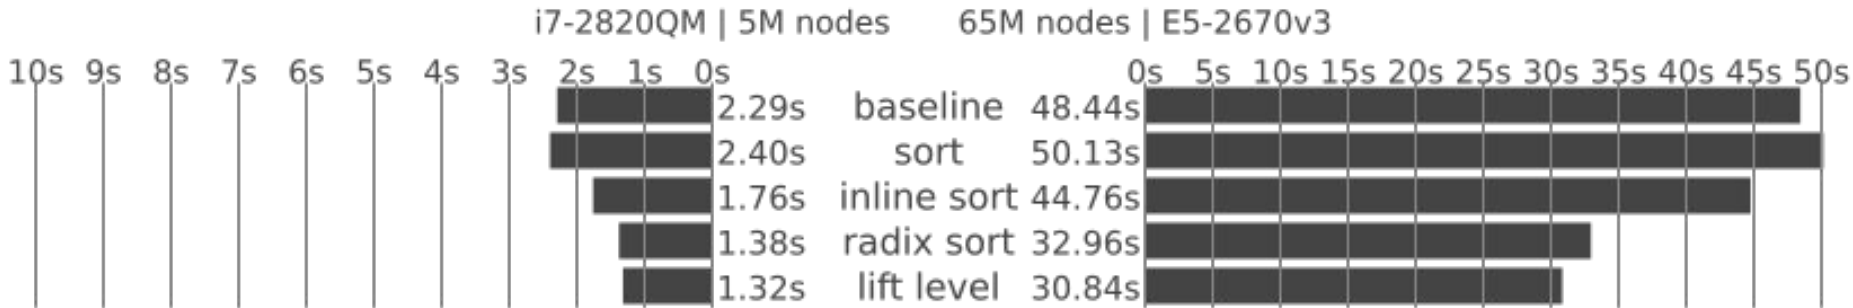 i7-2820QM | 5M nodes 65M nodes | E5-2670v3
10s 9s 8s 7s 6s 5s 4s 3s 2s 1s 0s 0s 5s 10s 15s 20s 25s 30s 35s 40s 45s 50s
2.29s baseline 48.44s
2.40s sort 50.13s
1.76s inline sort 44.76s
1.38s radix sort 32.96s
1.32s lift level 30.84s